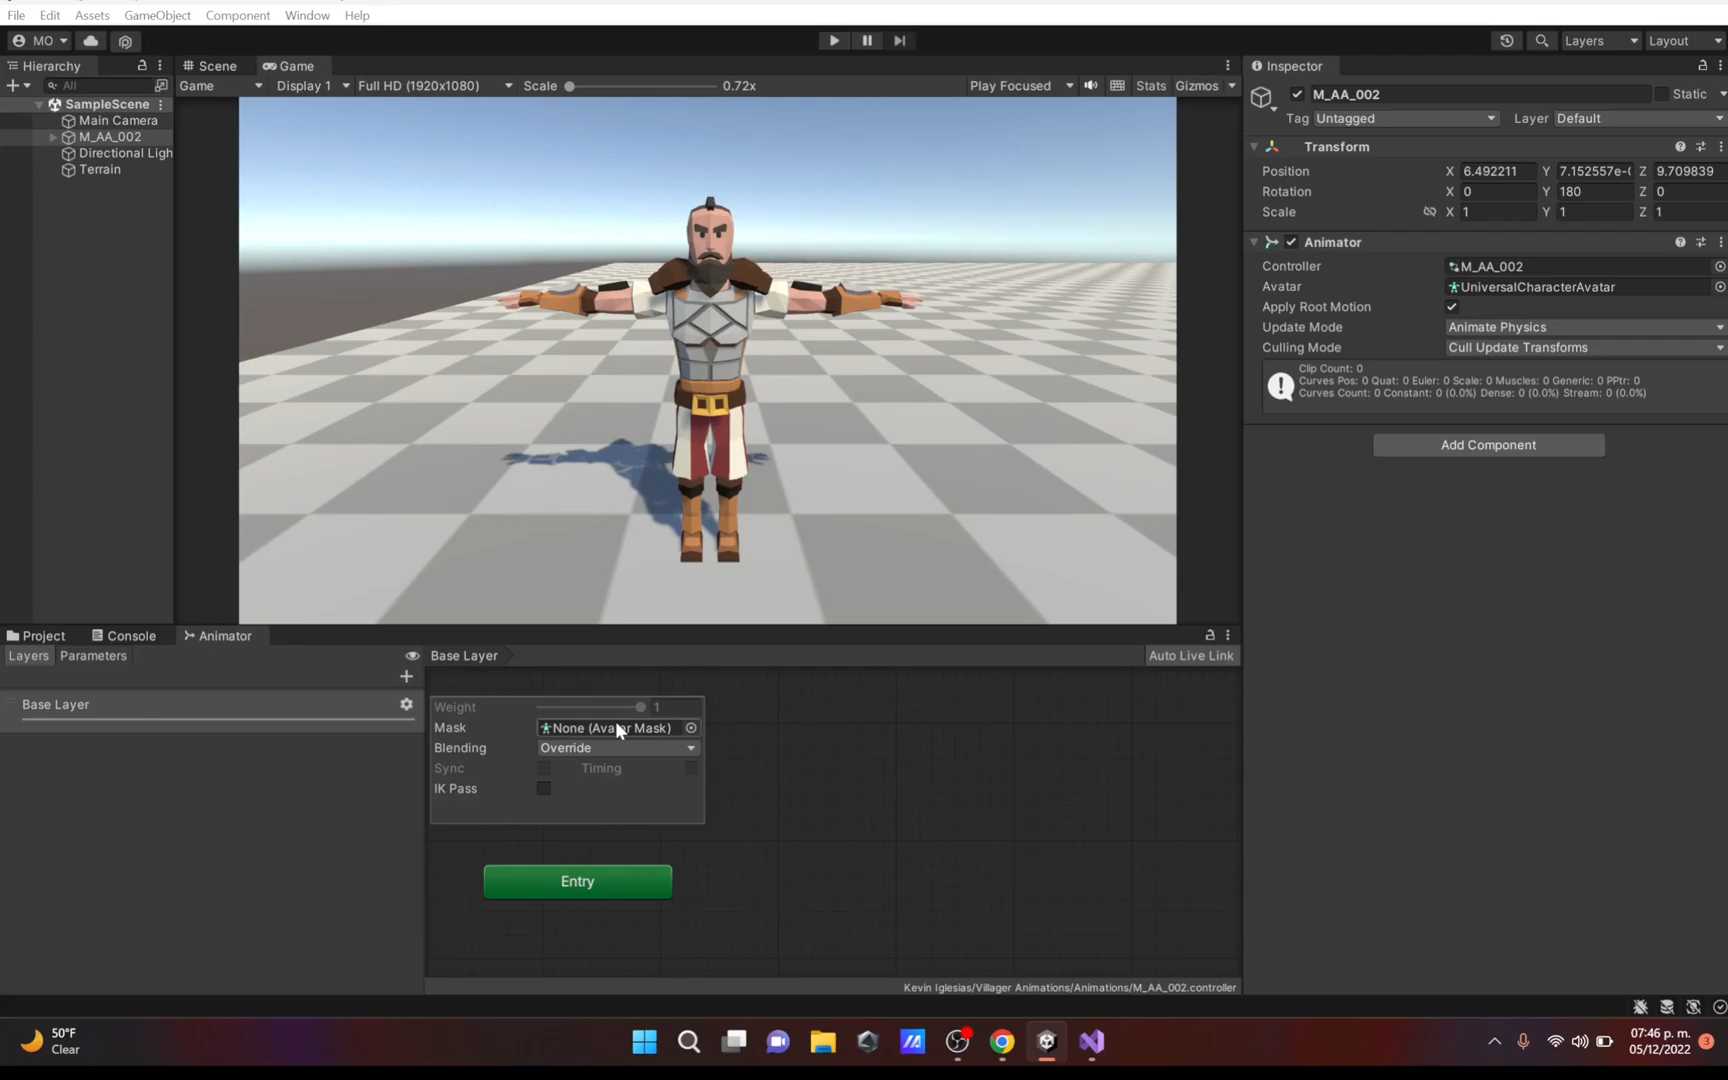 File Edit Assets GameObject Component Window Help
MO Layers Layout
Hierarchy
All
SampleScene
Main Camera
M_AA_002
Directional Ligh
Terrain
Scene Game
Game Display 1 Full HD (1920x1080) Scale 0.72x Play Focused Stats Gizmos
Inspector
M_AA_002 Static
Tag Untagged Layer Default
Transform
Position X 6.492211 Y 7.152557e-( Z 9.709839
Rotation X 0 Y 180 Z 0
Scale X 1 Y 1 Z 1
Animator
Controller M_AA_002
Avatar UniversalCharacterAvatar
Apply Root Motion
Update Mode Animate Physics
Culling Mode Cull Update Transforms
Clip Count: 0
Curves Pos: 0 Quat: 0 Euler: 0 Scale: 0 Muscles: 0 Generic: 0 PPtr: 0
Curves Count: 0 Constant: 0 (0.0%) Dense: 0 (0.0%) Stream: 0 (0.0%)
Add Component
Project Console Animator
Layers Parameters
Base Layer
Base Layer Auto Live Link
Weight 1
Mask None (Avatar Mask)
Blending Override
Sync Timing
IK Pass
Entry
Kevin Iglesias/Villager Animations/Animations/M_AA_002.controller
50°F
Clear
07:46 p. m.
05/12/2022
3